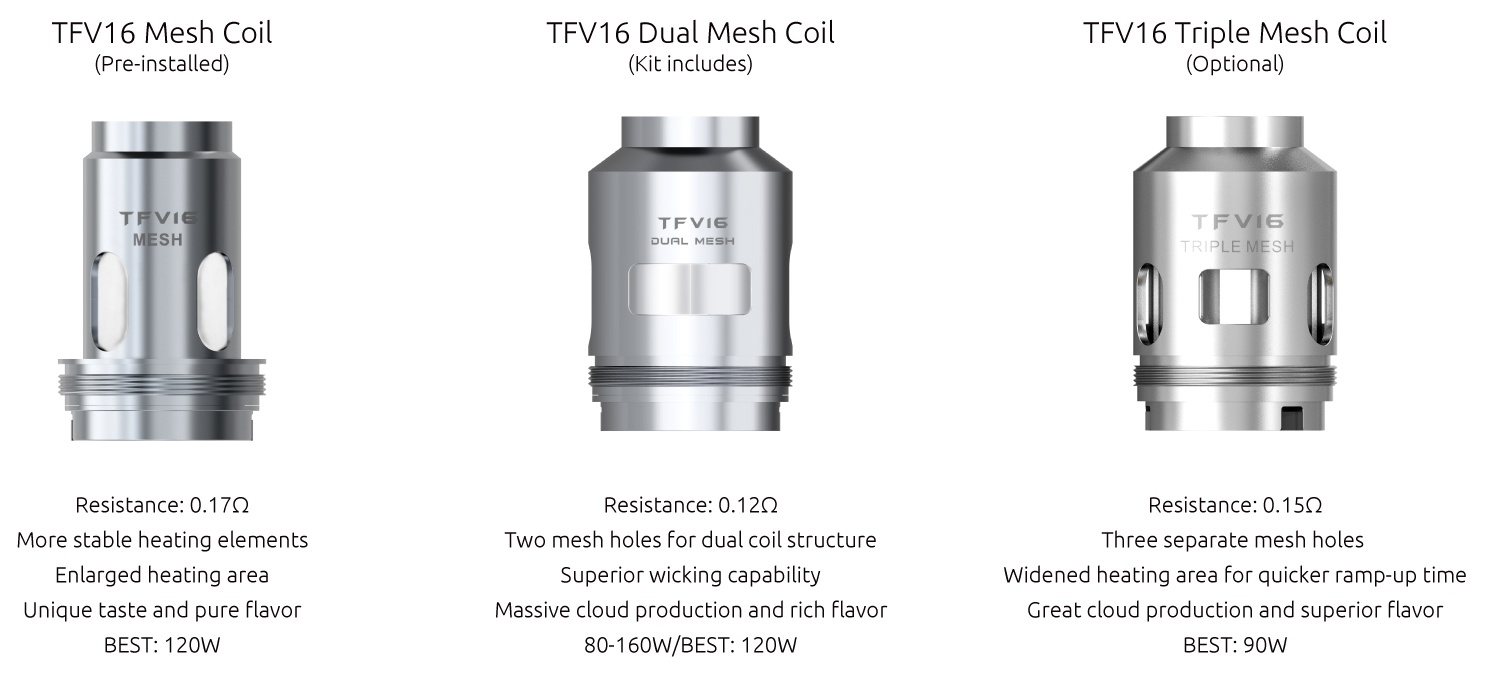 TFV16 Mesh Coil
(Pre-installed)
TFV16
MESH
Resistance: 0.17Ω
More stable heating elements
Enlarged heating area
Unique taste and pure flavor
BEST: 120W
TFV16 Dual Mesh Coil
(Kit includes)
TFV16
DUAL MESH
Resistance: 0.12Ω
Two mesh holes for dual coil structure
Superior wicking capability
Massive cloud production and rich flavor
80-160W/BEST: 120W
TFV16 Triple Mesh Coil
(Optional)
TFV16
TRIPLE MESH
Resistance: 0.15Ω
Three separate mesh holes
Widened heating area for quicker ramp-up time
Great cloud production and superior flavor
BEST: 90W